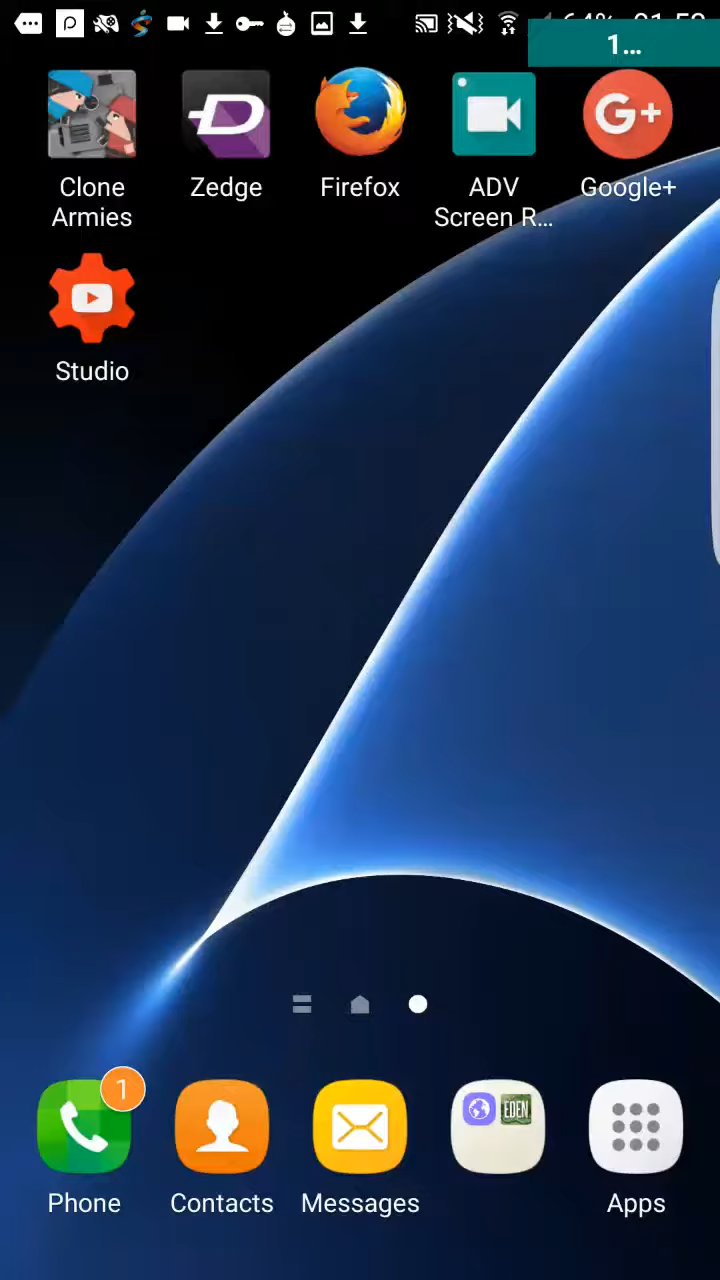 1...
Clone
Armies
Zedge
Firefox
ADV
Screen R...
Google+
Studio
EDEN
1
Phone
Contacts
Messages
Apps